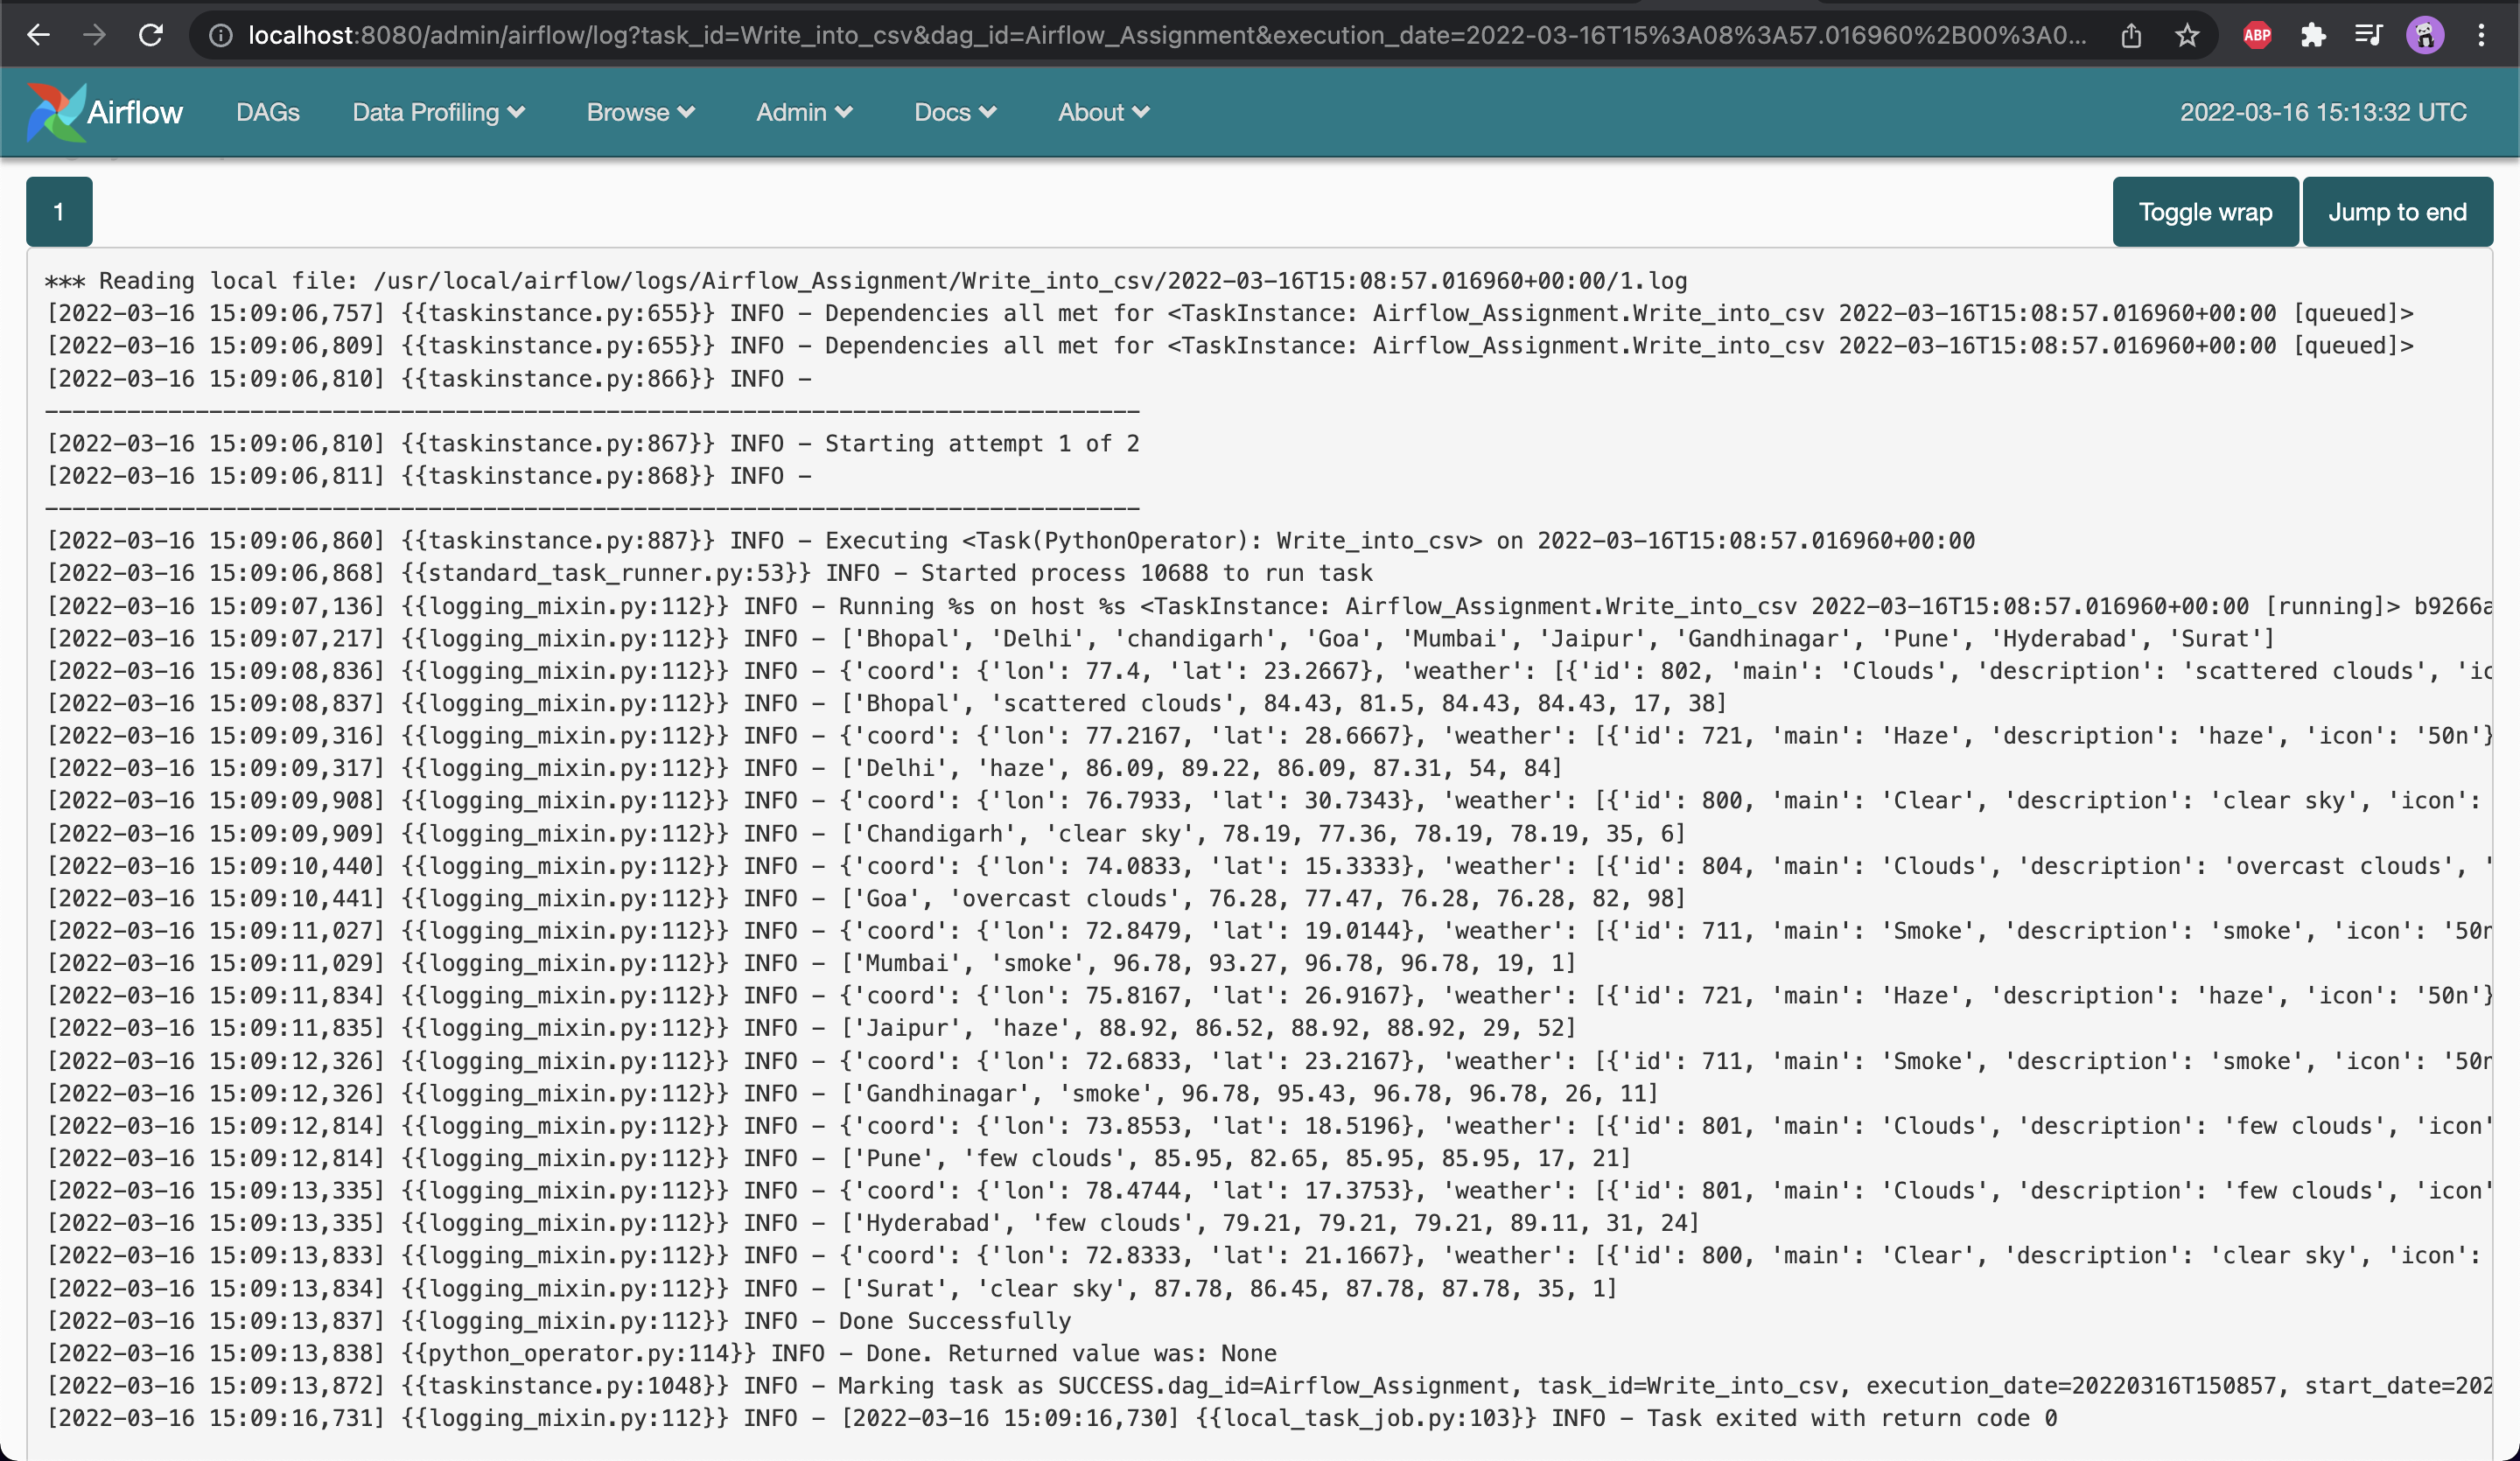 localhost:8080/admin/airflow/log?task_id=Write_into_csv&dag_id=Airflow_Assignment&execution_date=2022-03-16T15%3A08%3A57.016960%2B00%3A0...
ABP
Airflow DAGs Data Profiling Browse Admin Docs About 2022-03-16 15:13:32 UTC
1 Toggle wrap Jump to end
*** Reading local file: /usr/local/airflow/logs/Airflow_Assignment/Write_into_csv/2022-03-16T15:08:57.016960+00:00/1.log
[2022-03-16 15:09:06,757] {{taskinstance.py:655}} INFO - Dependencies all met for <TaskInstance: Airflow_Assignment.Write_into_csv 2022-03-16T15:08:57.016960+00:00 [queued]>
[2022-03-16 15:09:06,809] {{taskinstance.py:655}} INFO - Dependencies all met for <TaskInstance: Airflow_Assignment.Write_into_csv 2022-03-16T15:08:57.016960+00:00 [queued]>
[2022-03-16 15:09:06,810] {{taskinstance.py:866}} INFO -
--------------------------------------------------------------------------------
[2022-03-16 15:09:06,810] {{taskinstance.py:867}} INFO - Starting attempt 1 of 2
[2022-03-16 15:09:06,811] {{taskinstance.py:868}} INFO -
--------------------------------------------------------------------------------
[2022-03-16 15:09:06,860] {{taskinstance.py:887}} INFO - Executing <Task(PythonOperator): Write_into_csv> on 2022-03-16T15:08:57.016960+00:00
[2022-03-16 15:09:06,868] {{standard_task_runner.py:53}} INFO - Started process 10688 to run task
[2022-03-16 15:09:07,136] {{logging_mixin.py:112}} INFO - Running %s on host %s <TaskInstance: Airflow_Assignment.Write_into_csv 2022-03-16T15:08:57.016960+00:00 [running]> b9266a
[2022-03-16 15:09:07,217] {{logging_mixin.py:112}} INFO - ['Bhopal', 'Delhi', 'chandigarh', 'Goa', 'Mumbai', 'Jaipur', 'Gandhinagar', 'Pune', 'Hyderabad', 'Surat']
[2022-03-16 15:09:08,836] {{logging_mixin.py:112}} INFO - {'coord': {'lon': 77.4, 'lat': 23.2667}, 'weather': [{'id': 802, 'main': 'Clouds', 'description': 'scattered clouds', 'ic
[2022-03-16 15:09:08,837] {{logging_mixin.py:112}} INFO - ['Bhopal', 'scattered clouds', 84.43, 81.5, 84.43, 84.43, 17, 38]
[2022-03-16 15:09:09,316] {{logging_mixin.py:112}} INFO - {'coord': {'lon': 77.2167, 'lat': 28.6667}, 'weather': [{'id': 721, 'main': 'Haze', 'description': 'haze', 'icon': '50n'}
[2022-03-16 15:09:09,317] {{logging_mixin.py:112}} INFO - ['Delhi', 'haze', 86.09, 89.22, 86.09, 87.31, 54, 84]
[2022-03-16 15:09:09,908] {{logging_mixin.py:112}} INFO - {'coord': {'lon': 76.7933, 'lat': 30.7343}, 'weather': [{'id': 800, 'main': 'Clear', 'description': 'clear sky', 'icon':
[2022-03-16 15:09:09,909] {{logging_mixin.py:112}} INFO - ['Chandigarh', 'clear sky', 78.19, 77.36, 78.19, 78.19, 35, 6]
[2022-03-16 15:09:10,440] {{logging_mixin.py:112}} INFO - {'coord': {'lon': 74.0833, 'lat': 15.3333}, 'weather': [{'id': 804, 'main': 'Clouds', 'description': 'overcast clouds', '
[2022-03-16 15:09:10,441] {{logging_mixin.py:112}} INFO - ['Goa', 'overcast clouds', 76.28, 77.47, 76.28, 76.28, 82, 98]
[2022-03-16 15:09:11,027] {{logging_mixin.py:112}} INFO - {'coord': {'lon': 72.8479, 'lat': 19.0144}, 'weather': [{'id': 711, 'main': 'Smoke', 'description': 'smoke', 'icon': '50n
[2022-03-16 15:09:11,029] {{logging_mixin.py:112}} INFO - ['Mumbai', 'smoke', 96.78, 93.27, 96.78, 96.78, 19, 1]
[2022-03-16 15:09:11,834] {{logging_mixin.py:112}} INFO - {'coord': {'lon': 75.8167, 'lat': 26.9167}, 'weather': [{'id': 721, 'main': 'Haze', 'description': 'haze', 'icon': '50n'}
[2022-03-16 15:09:11,835] {{logging_mixin.py:112}} INFO - ['Jaipur', 'haze', 88.92, 86.52, 88.92, 88.92, 29, 52]
[2022-03-16 15:09:12,326] {{logging_mixin.py:112}} INFO - {'coord': {'lon': 72.6833, 'lat': 23.2167}, 'weather': [{'id': 711, 'main': 'Smoke', 'description': 'smoke', 'icon': '50n
[2022-03-16 15:09:12,326] {{logging_mixin.py:112}} INFO - ['Gandhinagar', 'smoke', 96.78, 95.43, 96.78, 96.78, 26, 11]
[2022-03-16 15:09:12,814] {{logging_mixin.py:112}} INFO - {'coord': {'lon': 73.8553, 'lat': 18.5196}, 'weather': [{'id': 801, 'main': 'Clouds', 'description': 'few clouds', 'icon'
[2022-03-16 15:09:12,814] {{logging_mixin.py:112}} INFO - ['Pune', 'few clouds', 85.95, 82.65, 85.95, 85.95, 17, 21]
[2022-03-16 15:09:13,335] {{logging_mixin.py:112}} INFO - {'coord': {'lon': 78.4744, 'lat': 17.3753}, 'weather': [{'id': 801, 'main': 'Clouds', 'description': 'few clouds', 'icon'
[2022-03-16 15:09:13,335] {{logging_mixin.py:112}} INFO - ['Hyderabad', 'few clouds', 79.21, 79.21, 79.21, 89.11, 31, 24]
[2022-03-16 15:09:13,833] {{logging_mixin.py:112}} INFO - {'coord': {'lon': 72.8333, 'lat': 21.1667}, 'weather': [{'id': 800, 'main': 'Clear', 'description': 'clear sky', 'icon':
[2022-03-16 15:09:13,834] {{logging_mixin.py:112}} INFO - ['Surat', 'clear sky', 87.78, 86.45, 87.78, 87.78, 35, 1]
[2022-03-16 15:09:13,837] {{logging_mixin.py:112}} INFO - Done Successfully
[2022-03-16 15:09:13,838] {{python_operator.py:114}} INFO - Done. Returned value was: None
[2022-03-16 15:09:13,872] {{taskinstance.py:1048}} INFO - Marking task as SUCCESS.dag_id=Airflow_Assignment, task_id=Write_into_csv, execution_date=20220316T150857, start_date=202
[2022-03-16 15:09:16,731] {{logging_mixin.py:112}} INFO - [2022-03-16 15:09:16,730] {{local_task_job.py:103}} INFO - Task exited with return code 0